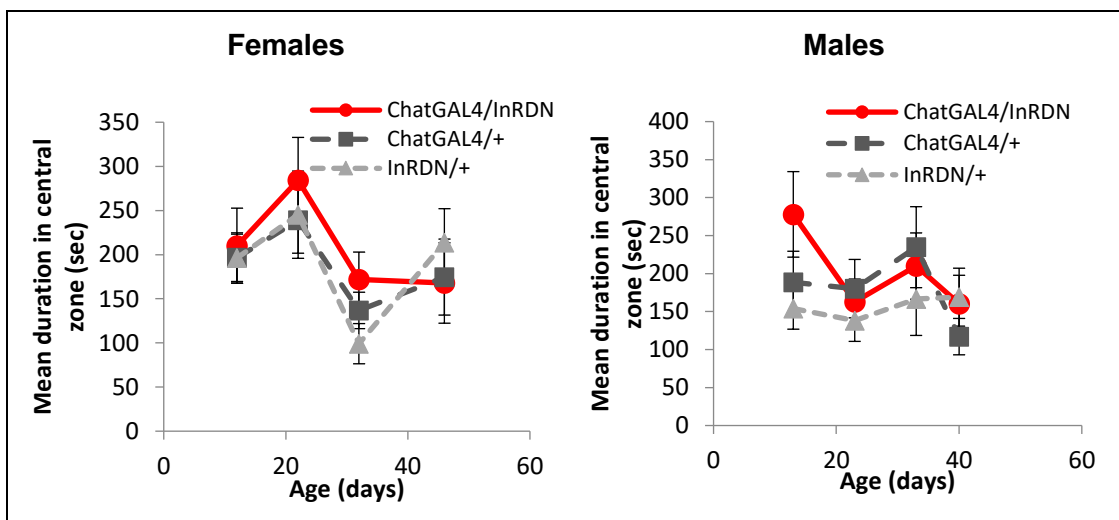 Females
ChatGAL4/InRDN
ChatGAL4/+
InRDN/+
Mean duration in central
zone (sec)
350
300
250
200
150
100
50
0
0 20 40 60
Age (days)
Males
ChatGAL4/InRDN
ChatGAL4/+
InRDN/+
Mean duration in central
zone (sec)
400
350
300
250
200
150
100
50
0
0 20 40 60
Age (days)